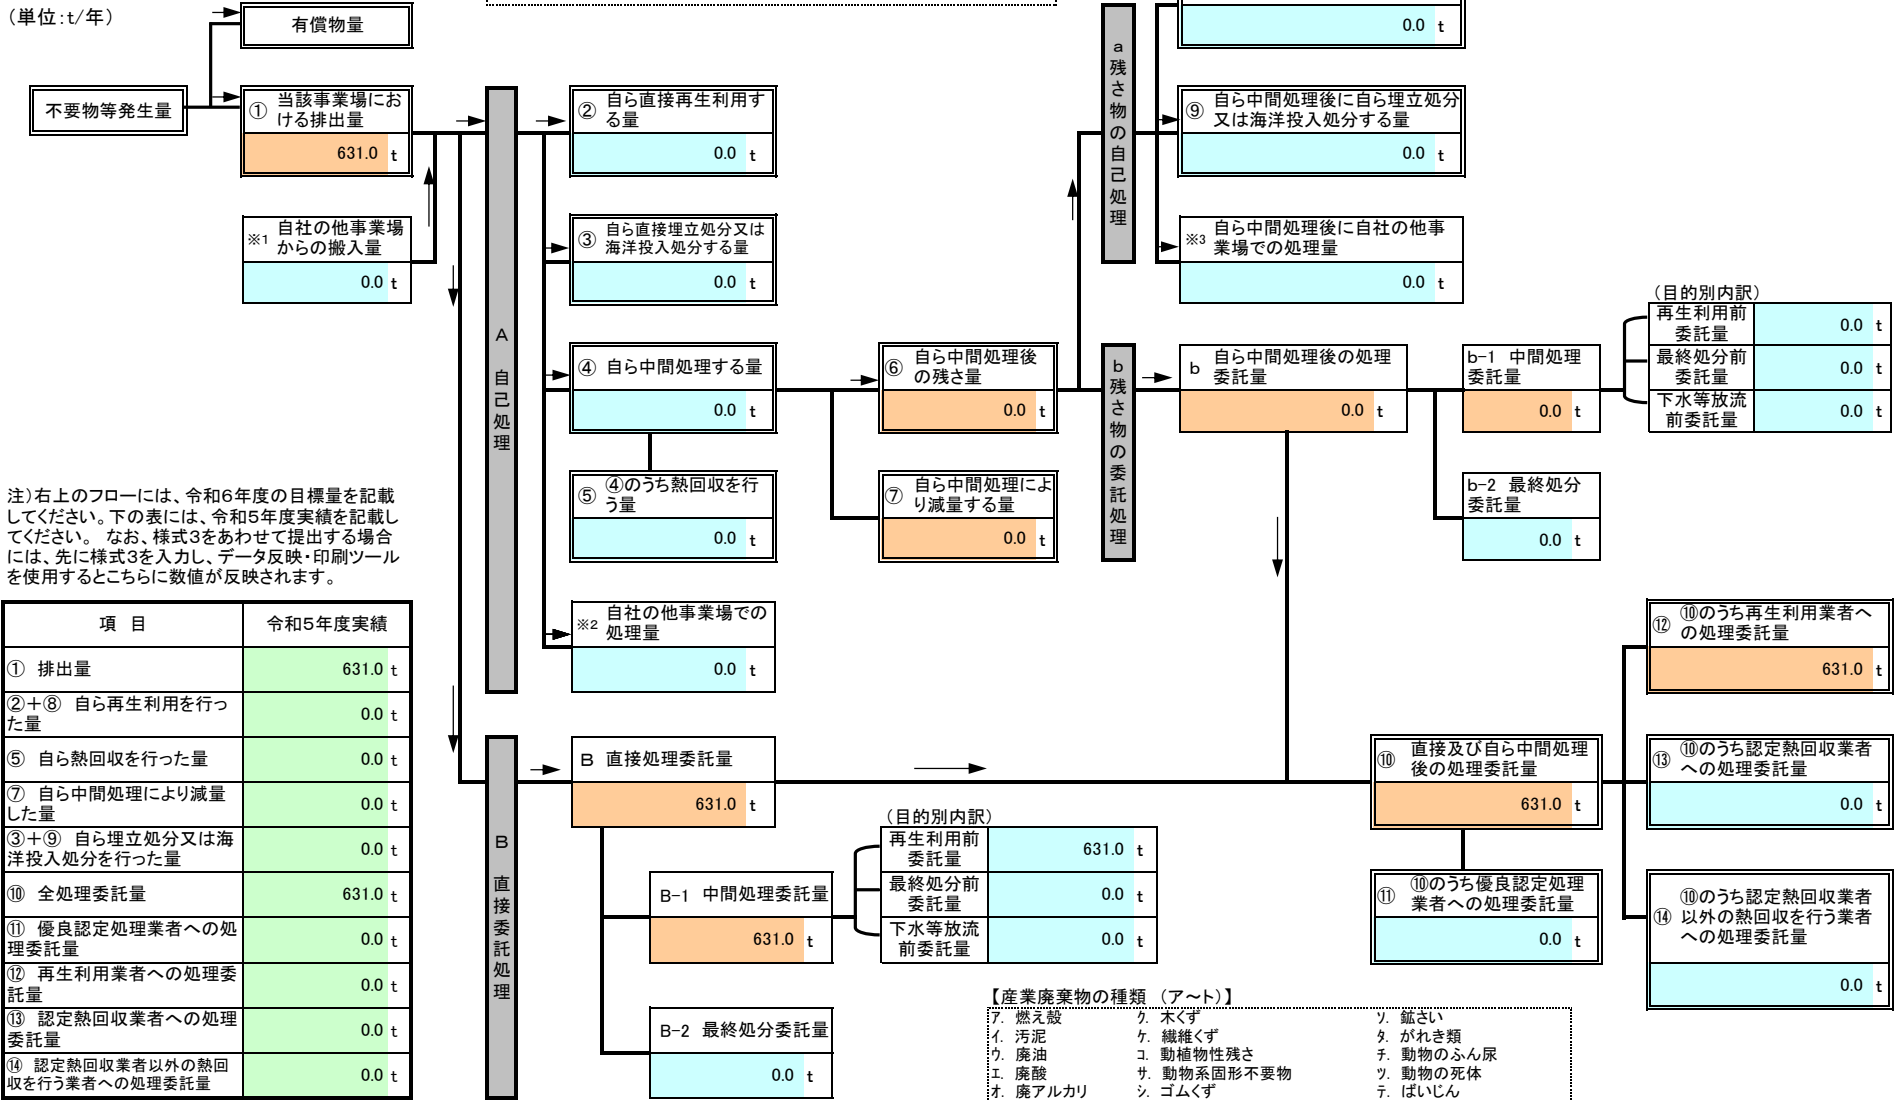 (単位:t/年)
有償物量
不要物等発生量
① 当該事業場にお
ける排出量
631.0 t
※1 自社の他事業場
からの搬入量
0.0 t
A 自己処理
② 自ら直接再生利用す
る量
0.0 t
③ 自ら直接埋立処分又は
海洋投入処分する量
0.0 t
④ 自ら中間処理する量
0.0 t
⑤ ④のうち熱回収を行
う量
0.0 t
※2 自社の他事業場での
処理量
0.0 t
⑥ 自ら中間処理後
の残さ量
0.0 t
⑦ 自ら中間処理によ
り減量する量
0.0 t
a 残さ物の自己処理
0.0 t
⑨ 自ら中間処理後に自ら埋立処分
又は海洋投入処分する量
0.0 t
※3 自ら中間処理後に自社の他事
業場での処理量
0.0 t
b 残さ物の委託処理
b 自ら中間処理後の処理
委託量
0.0 t
b-1 中間処理
委託量
0.0 t
b-2 最終処分
委託量
0.0 t
(目的別内訳)
再生利用前
委託量 0.0 t
最終処分前
委託量 0.0 t
下水等放流
前委託量 0.0 t
注)右上のフローには、令和6年度の目標量を記載
してください。下の表には、令和5年度実績を記載し
てください。 なお、様式3をあわせて提出する場合
には、先に様式3を入力し、データ反映・印刷ツール
を使用するとこちらに数値が反映されます。
項 目 令和5年度実績
① 排出量 631.0 t
②+⑧ 自ら再生利用を行っ
た量 0.0 t
⑤ 自ら熱回収を行った量 0.0 t
⑦ 自ら中間処理により減量
した量 0.0 t
③+⑨ 自ら埋立処分又は海
洋投入処分を行った量 0.0 t
⑩ 全処理委託量 631.0 t
⑪ 優良認定処理業者への処
理委託量 0.0 t
⑫ 再生利用業者への処理委
託量 0.0 t
⑬ 認定熱回収業者への処理
委託量 0.0 t
⑭ 認定熱回収業者以外の熱回
収を行う業者への処理委託量 0.0 t
B 直接委託処理
B 直接処理委託量
631.0 t
B-1 中間処理委託量
631.0 t
B-2 最終処分委託量
0.0 t
(目的別内訳)
再生利用前
委託量 631.0 t
最終処分前
委託量 0.0 t
下水等放流
前委託量 0.0 t
⑩ 直接及び自ら中間処理
後の処理委託量
631.0 t
⑪ ⑩のうち優良認定処理
業者への処理委託量
0.0 t
⑫ ⑩のうち再生利用業者へ
の処理委託量
631.0 t
⑬ ⑩のうち認定熱回収業者
への処理委託量
0.0 t
⑭ ⑩のうち認定熱回収業者
以外の熱回収を行う業者
への処理委託量
0.0 t
【産業廃棄物の種類 (ア~ト)】
ア. 燃え殻 ク. 木くず ソ. 鉱さい
イ. 汚泥 ケ. 繊維くず タ. がれき類
ウ. 廃油 コ. 動植物性残さ チ. 動物のふん尿
エ. 廃酸 サ. 動物系固形不要物 ツ. 動物の死体
オ. 廃アルカリ シ. ゴムくず テ. ばいじん